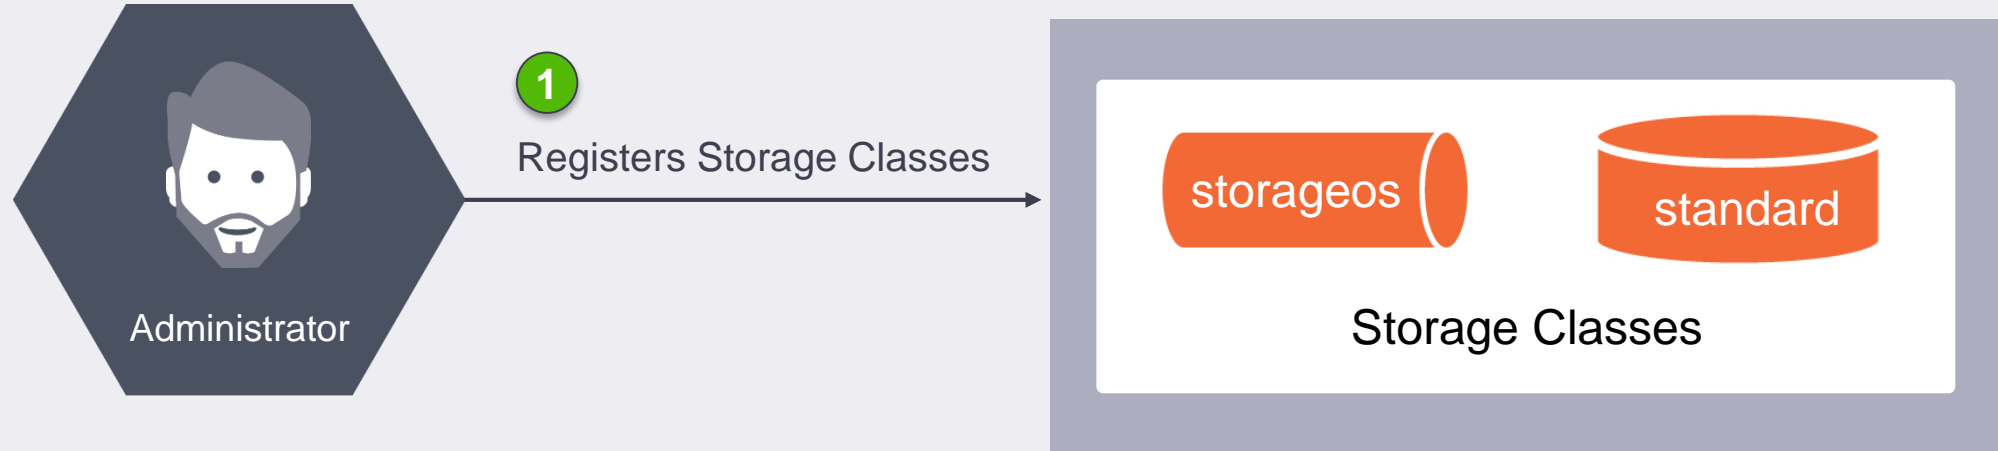 1
Registers Storage Classes
Administrator
storageos
standard
Storage Classes